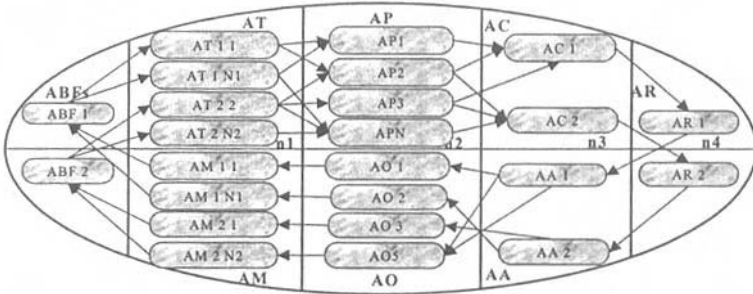 AT
AP
AC
AT 1 1
AP1
AC 1
AT 1 N1
AP2
ABFs
ABF 1
AT 2 2
AP3
AR
AT 2 N2
n1
APN
n2
AC 2
n3
AR 1
n4
ABF 2
AM 1 1
AO 1
AA 1
AR 2
AM 1 N1
AO 2
AM 2 1
AO 3
AM 2 N2
AO5
AA 2
AM
AO
AA